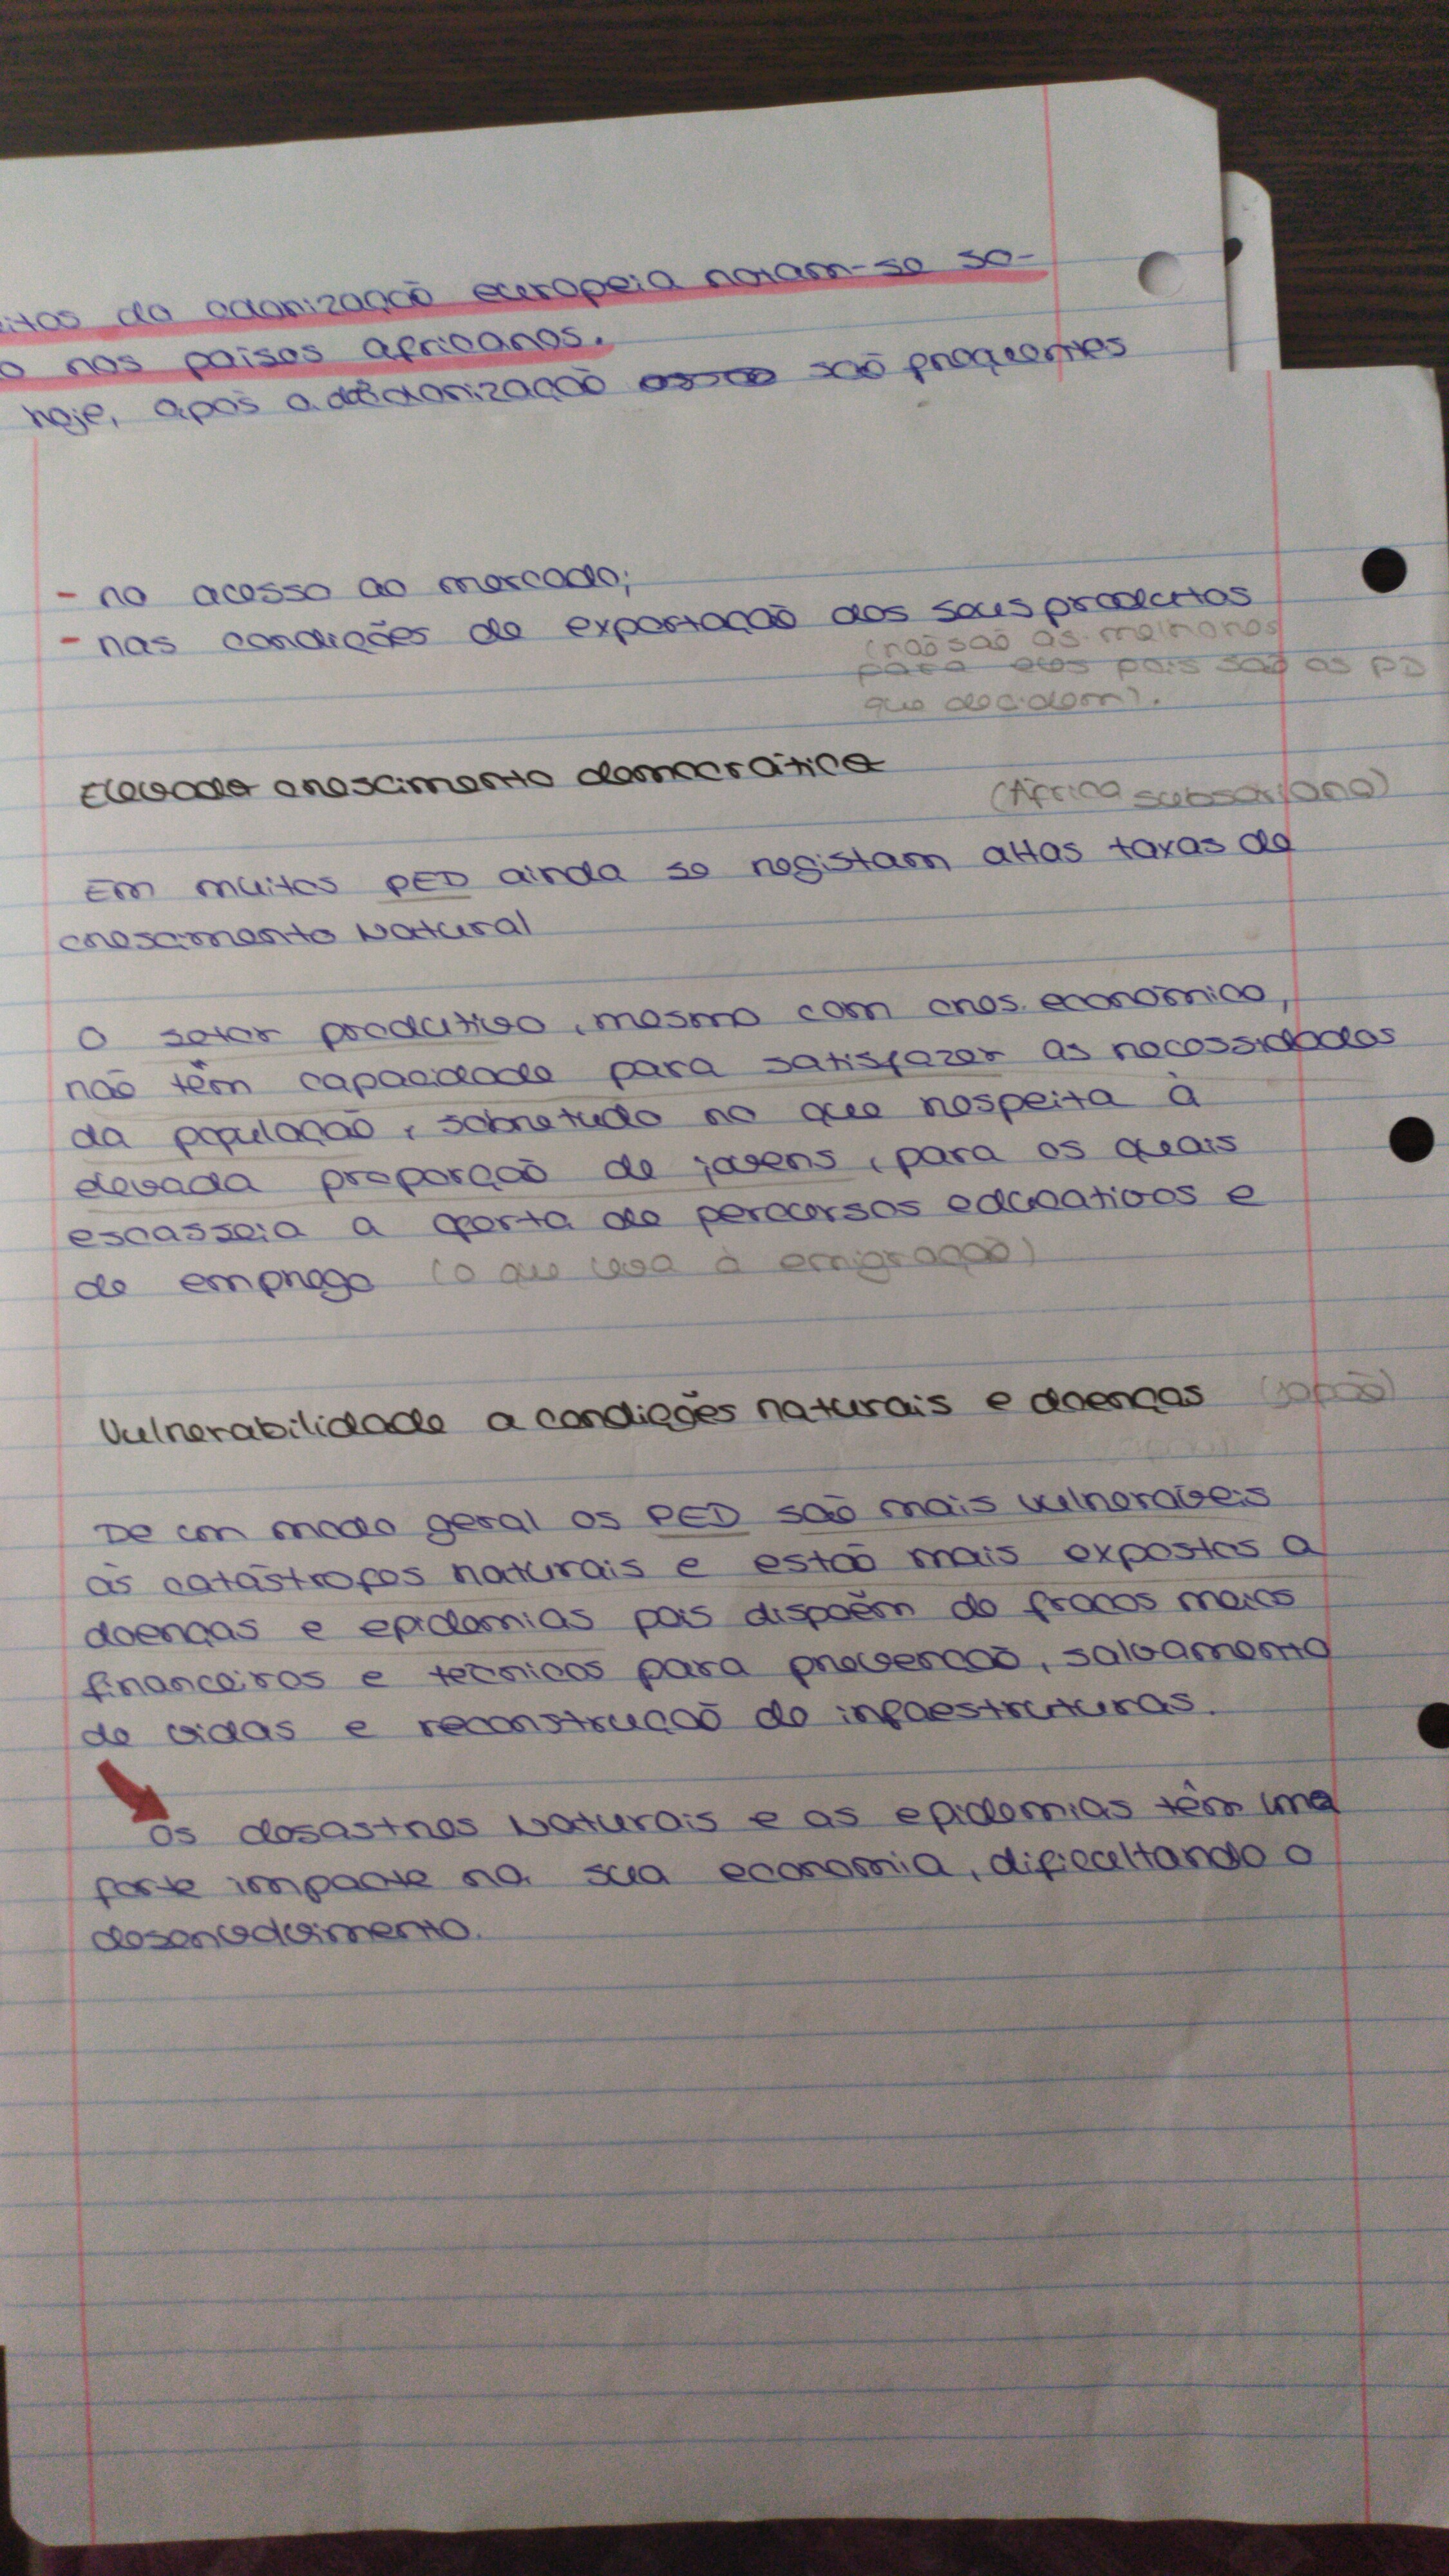 itos da colonização europeia notam-se so-
o nos países africanos.
hoje, após a descolonização são frequentes
- no acesso ao mercado;
- nas condições de exportação dos seus produtos
(não são as melhores
para eles pois são os PD
que decidem).
Elevado crescimento democrático
(África subsariana)
Em muitos PED ainda se registam altas taxas de
crescimento Natural
O setor produtivo, mesmo com cres. económico,
não têm capacidade para satisfazer as necessidades
da população, sobretudo no que respeita à
elevada proporção de jovens, para os quais
escasseia a oferta de percursos educativos e
de emprego (o que leva à emigração)
Vulnerabilidade a condições naturais e doenças (Japão)
De um modo geral os PED são mais vulneráveis
às catástrofes naturais e estão mais expostos a
doenças e epidemias pois dispõem de fracos meios
financeiros e técnicos para prevenção, salvamento
de vidas e reconstrução de infaestruturas.
Os desastres Naturais e as epidemias têm uma
forte impacte na sua economia, dificultando o
desenvolvimento.